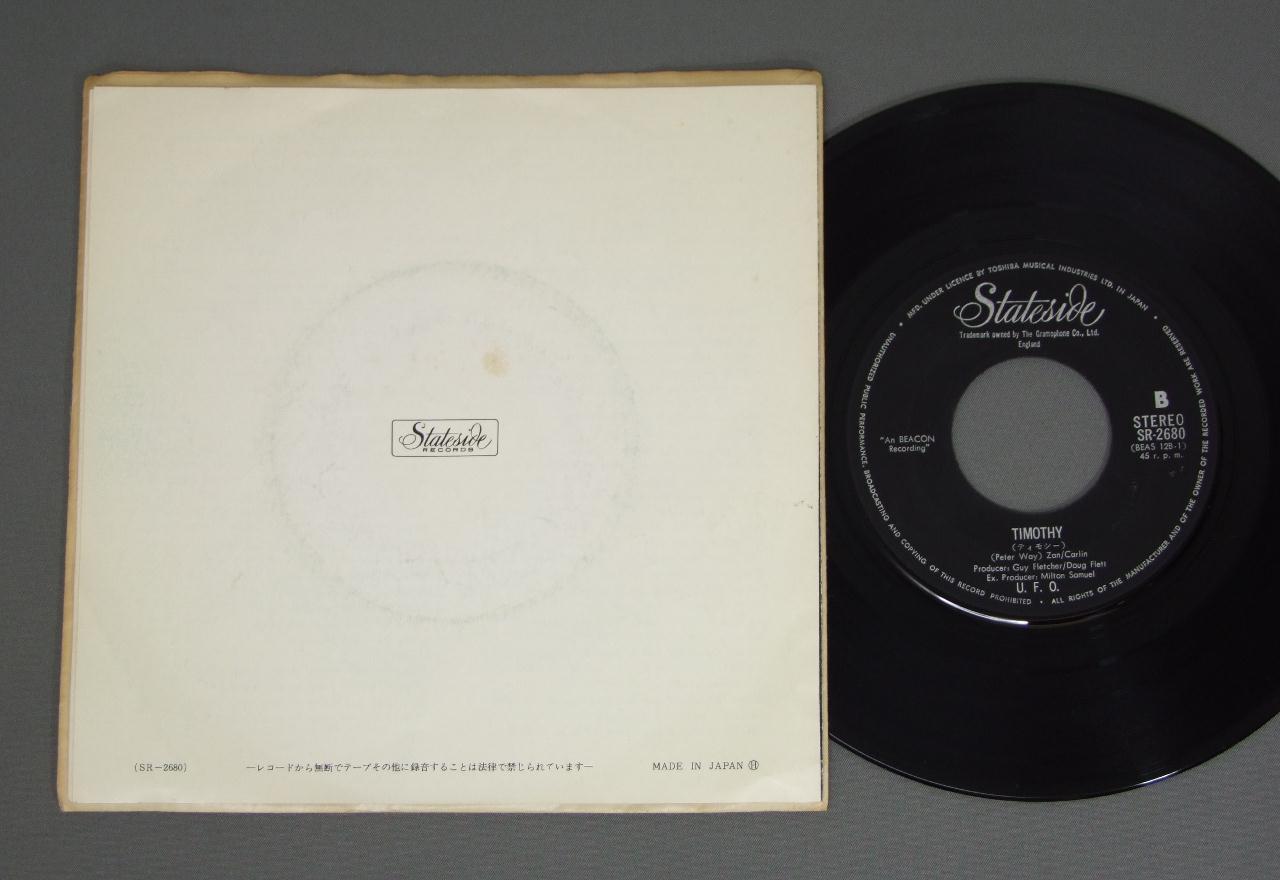 Stateside
RECORDS
(SR-2680)
—レコードから無断でテープその他に録音することは法律で禁じられています—
MADE IN JAPAN Ⓗ
• MFD. UNDER LICENCE BY TOSHIBA MUSICAL INDUSTRIES LTD. IN JAPAN •
UNAUTHORIZED PUBLIC PERFORMANCE, BROADCASTING AND COPYING OF THIS RECORD PROHIBITED • ALL RIGHTS OF THE MANUFACTURER AND OF THE OWNER OF THE RECORDED WORK ARE RESERVED
Stateside
Trademark owned by The Gramophone Co., Ltd.
England
B
STEREO
SR-2680
(BEAS 12B-1)
45 r. p. m.
"An BEACON
Recording"
TIMOTHY
(ティモシー)
(Peter Way) Zan/Carlin
Producer: Guy Fletcher/Doug Flett
Ex. Producer: Milton Samuel
U. F. O.